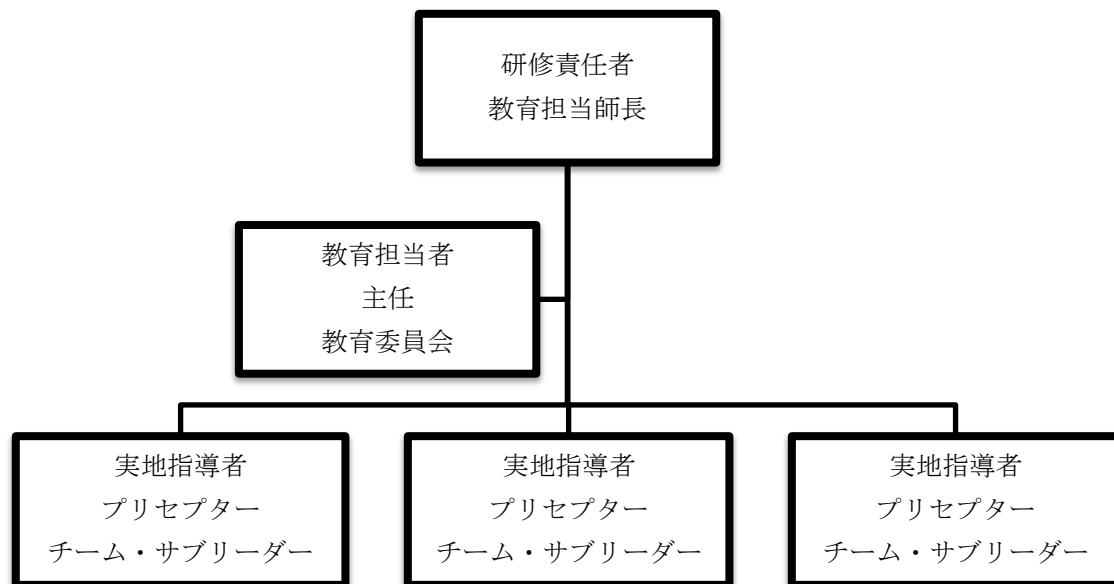 研修責任者
教育担当師長
教育担当者
主任
教育委員会
実地指導者
プリセプター
チーム・サブリーダー
実地指導者
プリセプター
チーム・サブリーダー
実地指導者
プリセプター
チーム・サブリーダー